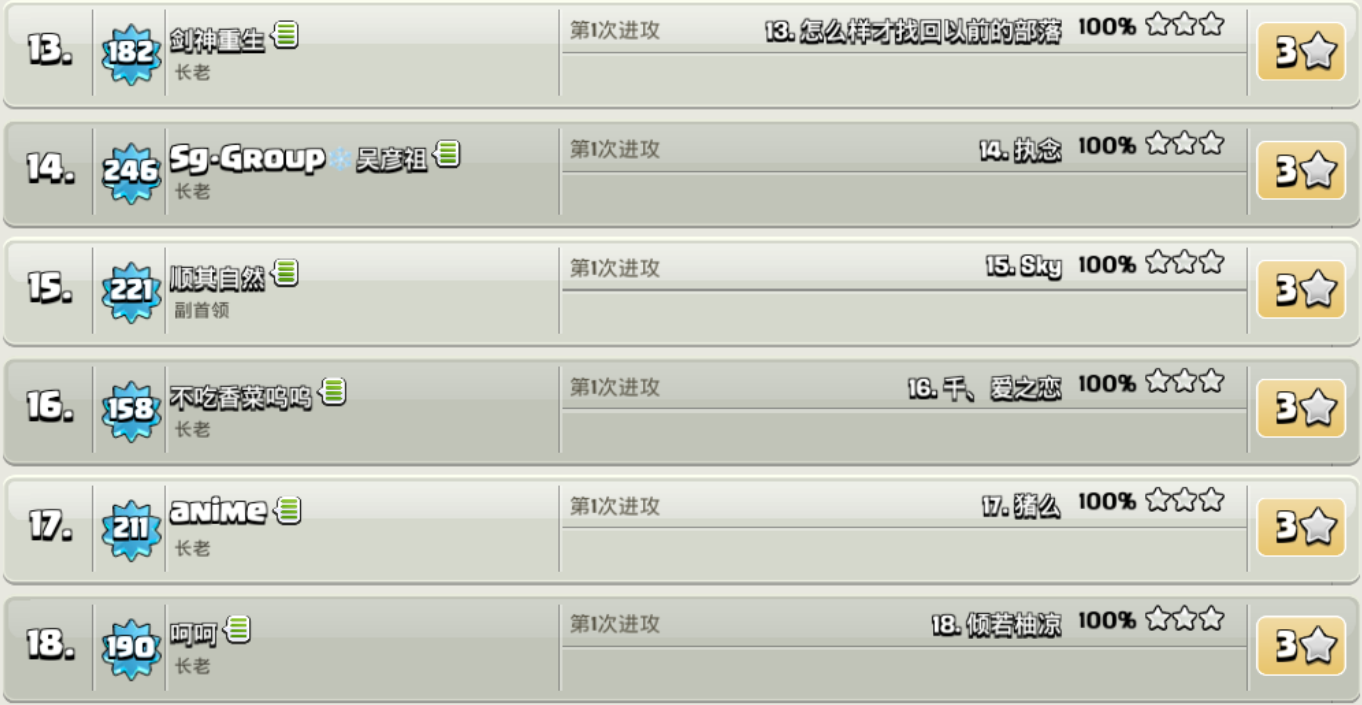 13. 182 剑神重生 第1次进攻 13. 怎么样才找回以前的部落 100% 3
长老
14. 246 Sg·Group❄吴彦祖 第1次进攻 14. 执念 100% 3
长老
15. 221 顺其自然 第1次进攻 15. Sky 100% 3
副首领
16. 158 不吃香菜呜呜 第1次进攻 16. 千、爱之恋 100% 3
长老
17. 211 anime 第1次进攻 17. 猪么 100% 3
长老
18. 190 呵呵 第1次进攻 18. 倾若柚凉 100% 3
长老